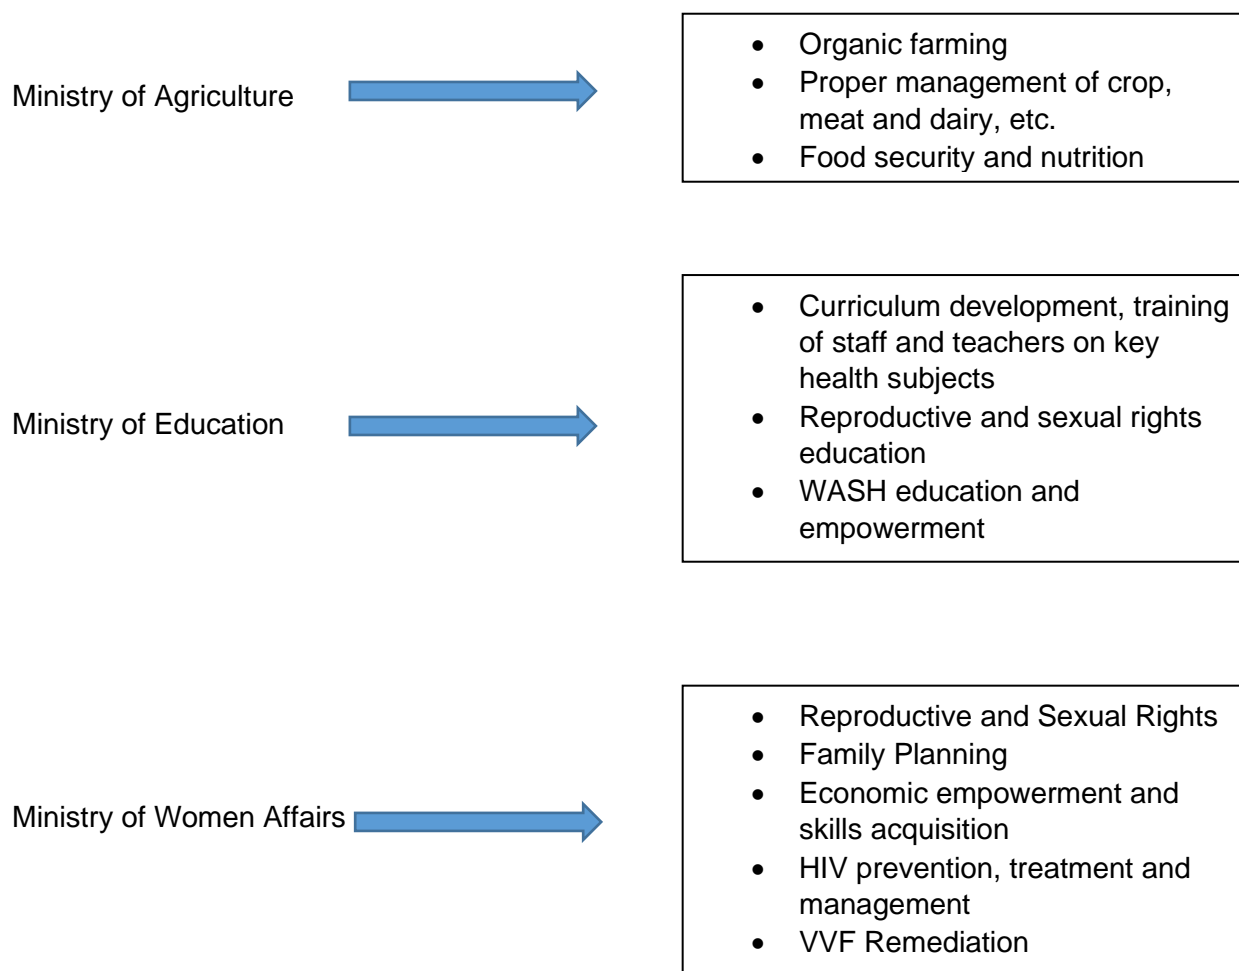 Ministry of Agriculture
• Organic farming
• Proper management of crop,
meat and dairy, etc.
• Food security and nutrition
Ministry of Education
• Curriculum development, training
of staff and teachers on key
health subjects
• Reproductive and sexual rights
education
• WASH education and
empowerment
Ministry of Women Affairs
• Reproductive and Sexual Rights
• Family Planning
• Economic empowerment and
skills acquisition
• HIV prevention, treatment and
management
• VVF Remediation